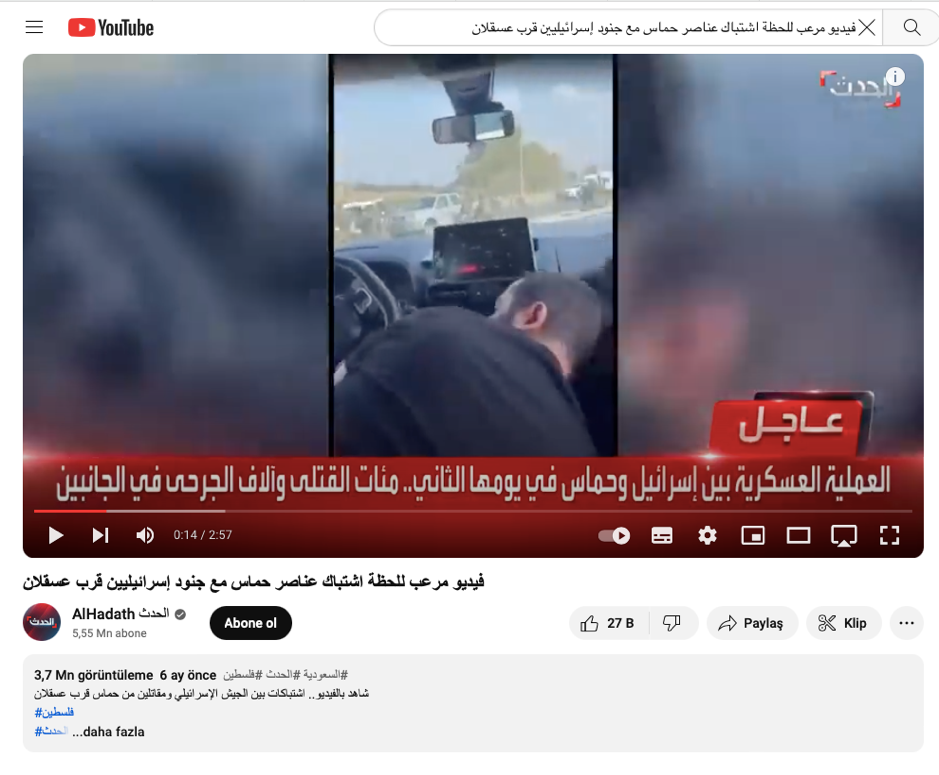 YouTube
فيديو مرعب للحظة اشتباك عناصر حماس مع جنود إسرائيليين قرب عسقلان
الحدث
عاجل
العملية العسكرية بين إسرائيل وحماس في يومها الثاني.. مئات القتلى وآلاف الجرحى في الجانبين
0:14 / 2:57
فيديو مرعب للحظة اشتباك عناصر حماس مع جنود إسرائيليين قرب عسقلان
الحدث
AlHadath الحدث
5,55 Mn abone
Abone ol
27 B
Paylaş
Klip
3,7 Mn görüntüleme 6 ay önce #السعودية #الحدث #فلسطين
شاهد بالفيديو.. اشتباكات بين الجيش الإسرائيلي ومقاتلين من حماس قرب عسقلان
#فلسطين
#الحدث ...daha fazla